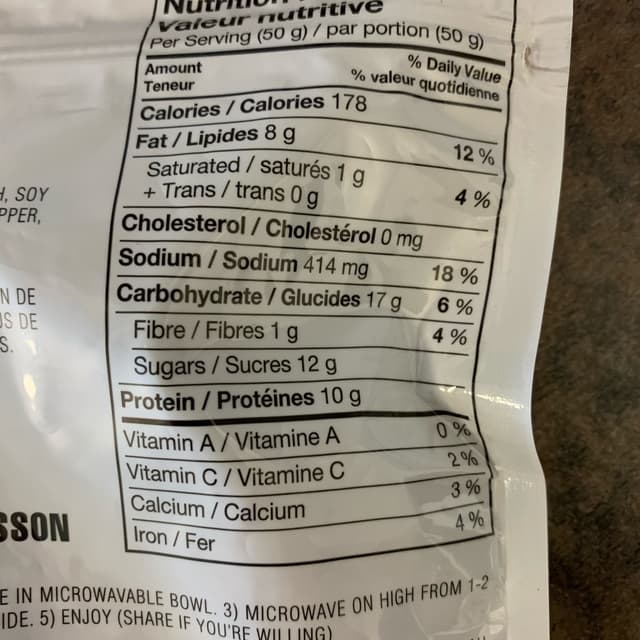 Nutrition
Valeur nutritive
Per Serving (50 g) / par portion (50 g)
Amount % Daily Value
Teneur % valeur quotidienne
Calories / Calories 178
Fat / Lipides 8 g 12 %
Saturated / saturés 1 g
+ Trans / trans 0 g 4 %
Cholesterol / Cholestérol 0 mg
Sodium / Sodium 414 mg 18 %
Carbohydrate / Glucides 17 g 6 %
Fibre / Fibres 1 g 4 %
Sugars / Sucres 12 g
Protein / Protéines 10 g
Vitamin A / Vitamine A 0 %
Vitamin C / Vitamine C 2 %
Calcium / Calcium 3 %
Iron / Fer 4 %
, SOY
PPER,
N DE
S DE
S.
SSON
E IN MICROWAVABLE BOWL. 3) MICROWAVE ON HIGH FROM 1-2
IDE. 5) ENJOY (SHARE IF YOU'RE WILLING)